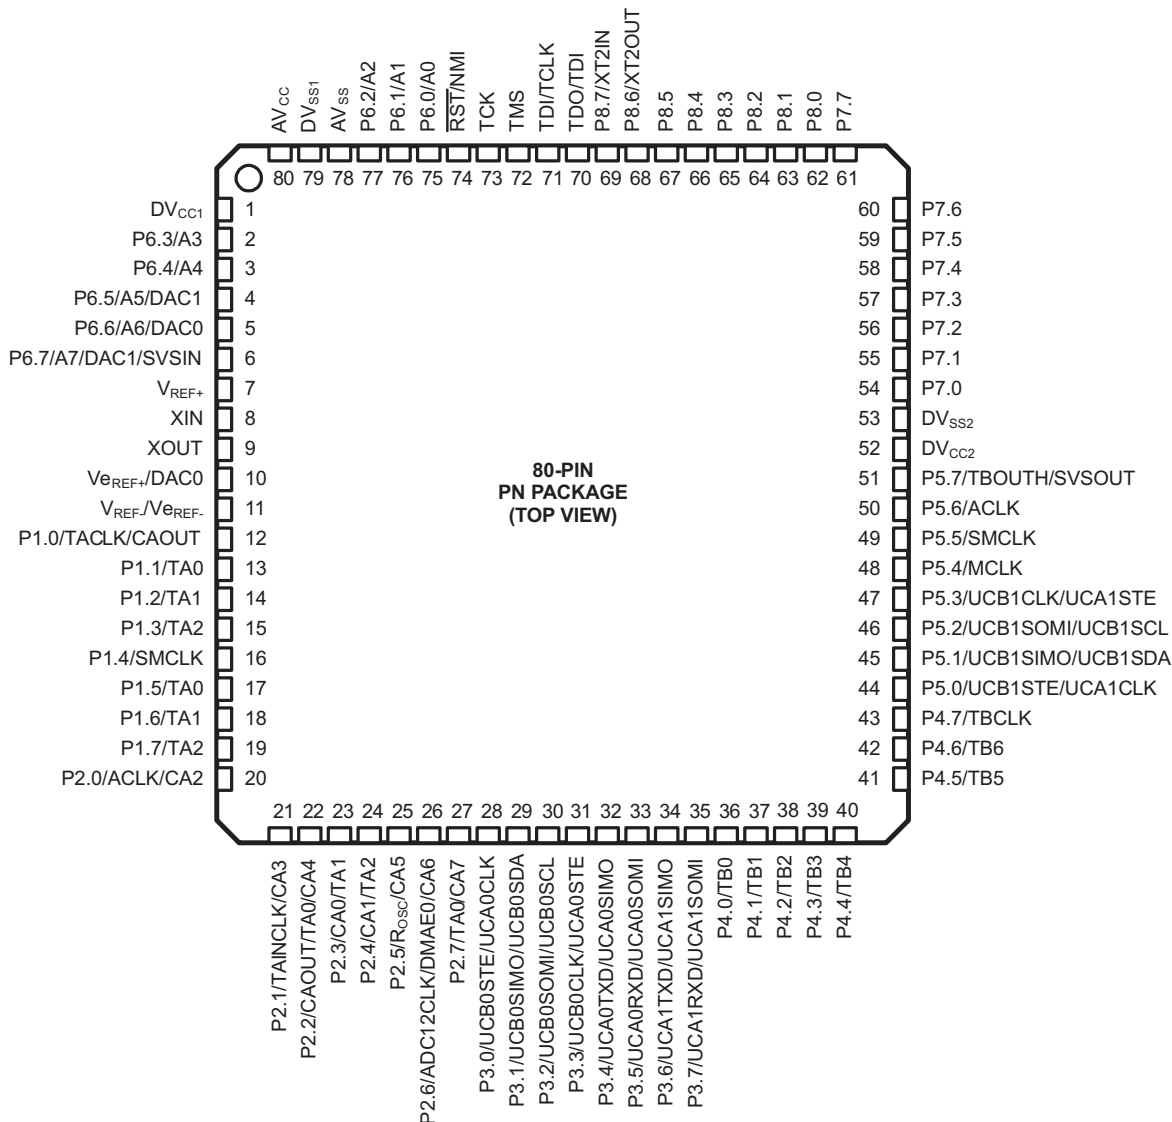 AVCC
DVSS1
AVSS
P6.2/A2
P6.1/A1
P6.0/A0
RST/NMI
TCK
TMS
TDI/TCLK
TDO/TDI
P8.7/XT2IN
P8.6/XT2OUT
P8.5
P8.4
P8.3
P8.2
P8.1
P8.0
P7.7
80 79 78 77 76 75 74 73 72 71 70 69 68 67 66 65 64 63 62 61
DVCC1 1
P6.3/A3 2
P6.4/A4 3
P6.5/A5/DAC1 4
P6.6/A6/DAC0 5
P6.7/A7/DAC1/SVSIN 6
VREF+ 7
XIN 8
XOUT 9
VeREF+/DAC0 10
VREF-/VeREF- 11
P1.0/TACLK/CAOUT 12
P1.1/TA0 13
P1.2/TA1 14
P1.3/TA2 15
P1.4/SMCLK 16
P1.5/TA0 17
P1.6/TA1 18
P1.7/TA2 19
P2.0/ACLK/CA2 20
80-PIN
PN PACKAGE
(TOP VIEW)
60 P7.6
59 P7.5
58 P7.4
57 P7.3
56 P7.2
55 P7.1
54 P7.0
53 DVSS2
52 DVCC2
51 P5.7/TBOUTH/SVSOUT
50 P5.6/ACLK
49 P5.5/SMCLK
48 P5.4/MCLK
47 P5.3/UCB1CLK/UCA1STE
46 P5.2/UCB1SOMI/UCB1SCL
45 P5.1/UCB1SIMO/UCB1SDA
44 P5.0/UCB1STE/UCA1CLK
43 P4.7/TBCLK
42 P4.6/TB6
41 P4.5/TB5
21 22 23 24 25 26 27 28 29 30 31 32 33 34 35 36 37 38 39 40
P2.1/TAINCLK/CA3
P2.2/CAOUT/TA0/CA4
P2.3/CA0/TA1
P2.4/CA1/TA2
P2.5/ROSC/CA5
P2.6/ADC12CLK/DMAE0/CA6
P2.7/TA0/CA7
P3.0/UCB0STE/UCA0CLK
P3.1/UCB0SIMO/UCB0SDA
P3.2/UCB0SOMI/UCB0SCL
P3.3/UCB0CLK/UCA0STE
P3.4/UCA0TXD/UCA0SIMO
P3.5/UCA0RXD/UCA0SOMI
P3.6/UCA1TXD/UCA1SIMO
P3.7/UCA1RXD/UCA1SOMI
P4.0/TB0
P4.1/TB1
P4.2/TB2
P4.3/TB3
P4.4/TB4